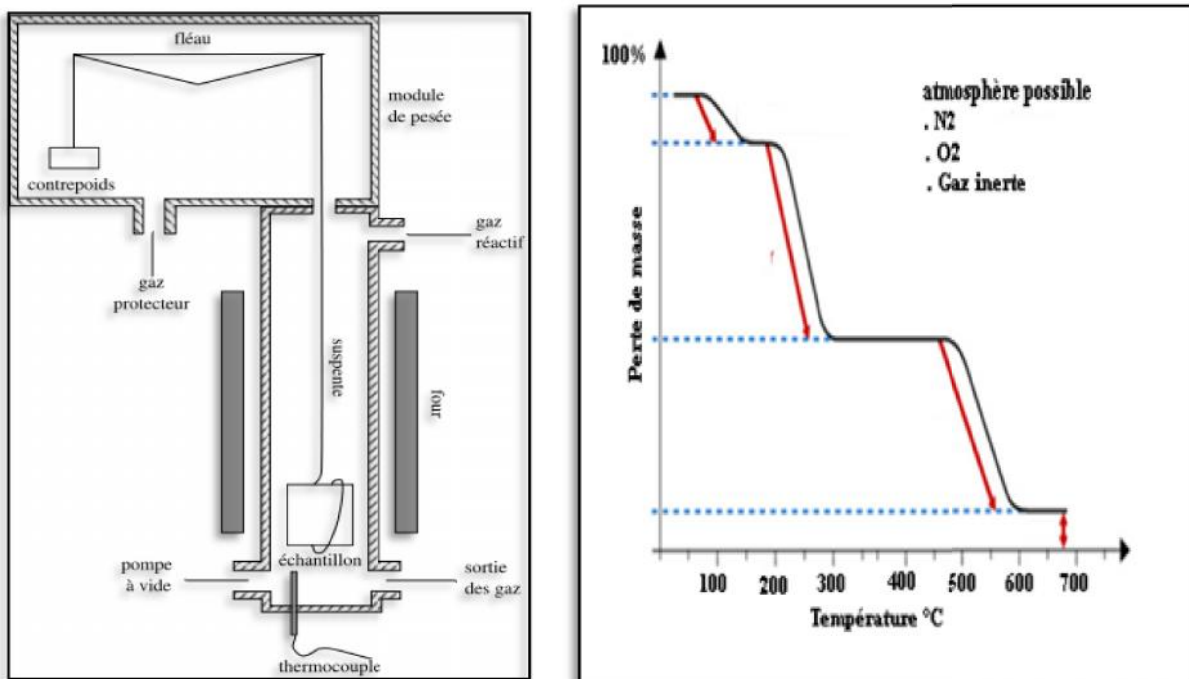 fléau
module
de pesée
contrepoids
gaz
réactif
gaz
protecteur
suspente
four
échantillon
pompe
à vide
sortie
des gaz
thermocouple
100%
atmosphère possible
. N2
. O2
. Gaz inerte
Perte de masse
100 200 300 400 500 600 700
Température °C